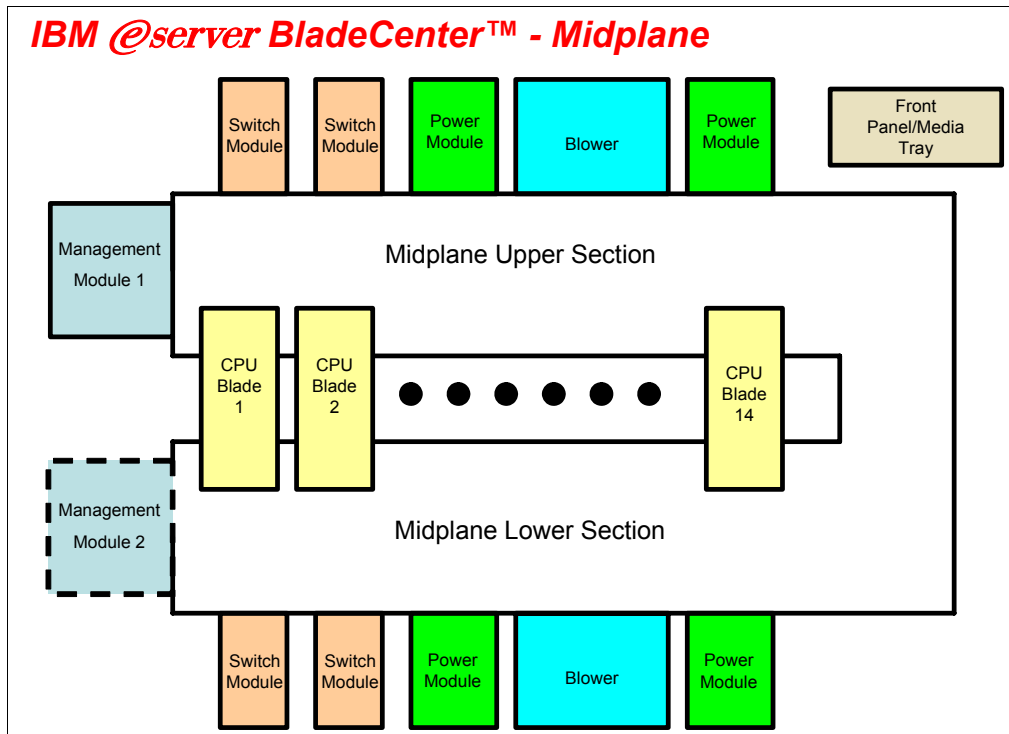 IBM @server BladeCenter™ - Midplane
Switch
Module
Switch
Module
Power
Module
Blower
Power
Module
Front
Panel/Media
Tray
Management
Module 1
Midplane Upper Section
CPU
Blade
1
CPU
Blade
2
CPU
Blade
14
Management
Module 2
Midplane Lower Section
Switch
Module
Switch
Module
Power
Module
Blower
Power
Module